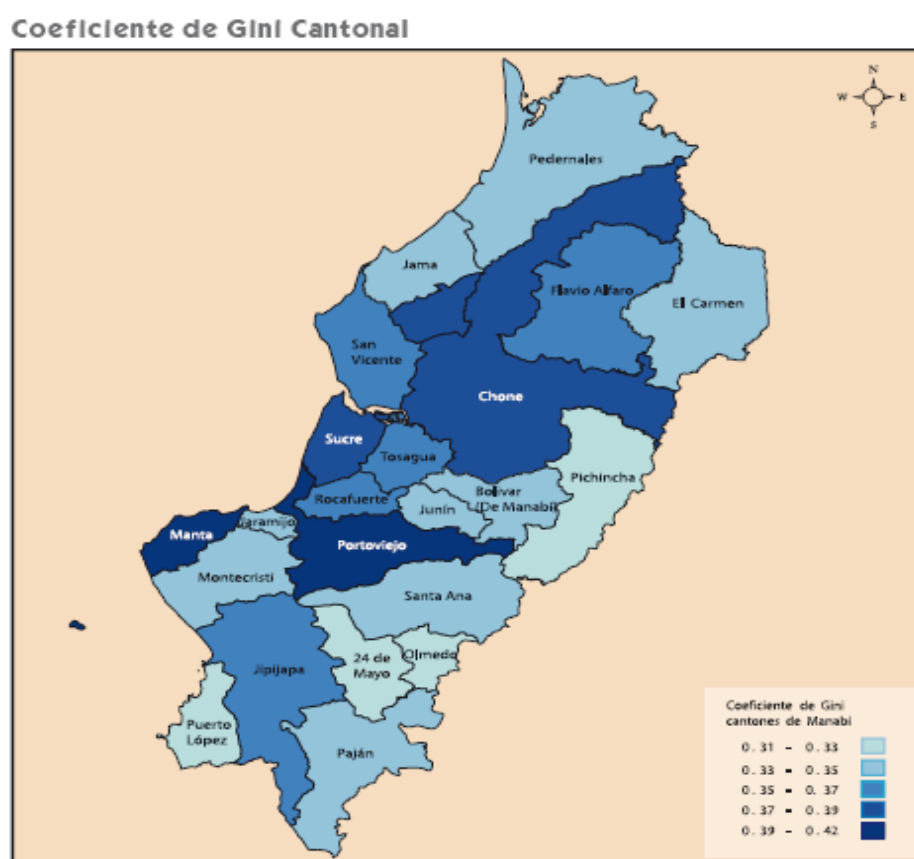 Coeficiente de Gini Cantonal
N
W E
S
Pedernales
Jama
Flavio Alfaro
El Carmen
San
Vicente
Chone
Sucre
Tosagua
Pichincha
Rocafuerte
Bolívar
(De Manabí)
Junín
Manta
Jaramijó
Portoviejo
Montecristi
Santa Ana
24 de
Mayo
Olmedo
Jipijapa
Puerto
López
Paján
Coeficiente de Gini
cantones de Manabí
0.31 - 0.33
0.33 - 0.35
0.35 - 0.37
0.37 - 0.39
0.39 - 0.42